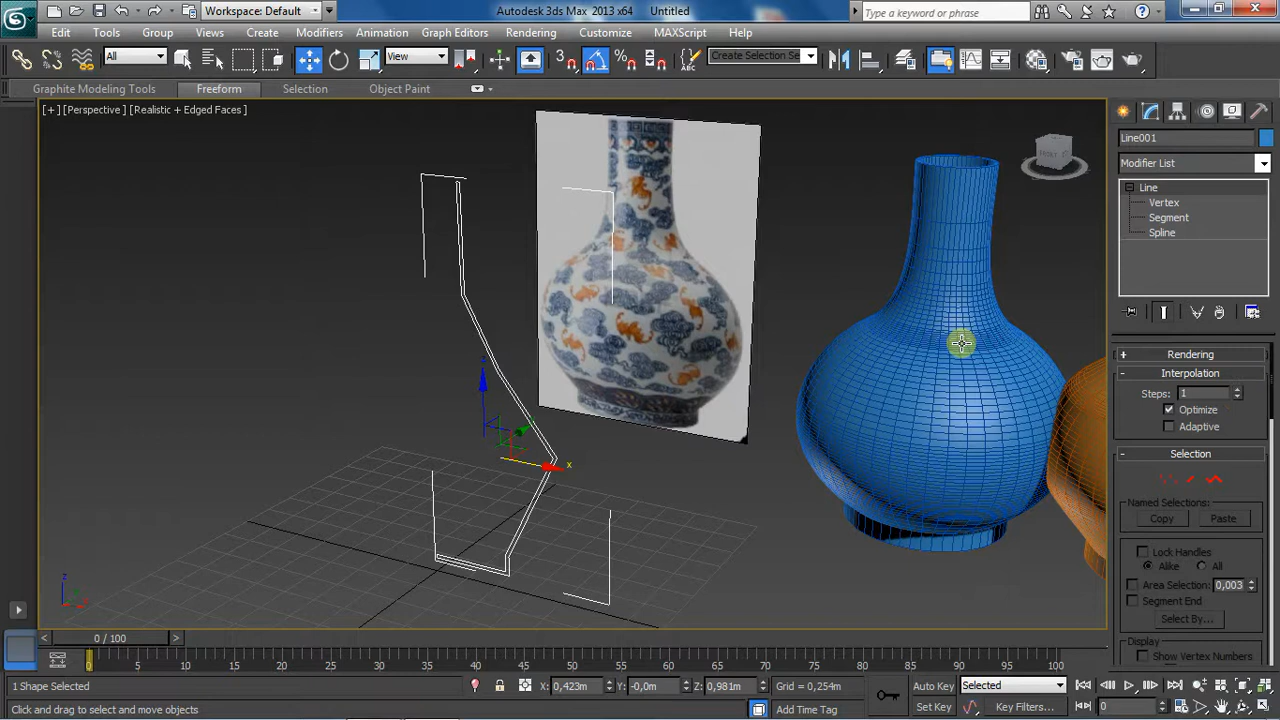 Workspace: Default
Autodesk 3ds Max 2013 x64
Untitled
Type a keyword or phrase
Edit Tools Group Views Create Modifiers Animation Graph Editors Rendering Customize MAXScript Help
All
View
3
Create Selection Se
Graphite Modeling Tools Freeform Selection Object Paint
[+] [Perspective] [Realistic + Edged Faces]
FRONT
Line001
Modifier List
Line
Vertex
Segment
Spline
+ Rendering
- Interpolation
Steps: 1
Optimize
Adaptive
- Selection
Named Selections:
Copy Paste
Lock Handles
Alike All
Area Selection: 0,003
Segment End
Select By...
Display
Show Vertex Numbers
z
x
z
0 / 100
0 5 10 15 20 25 30 35 40 45 50 55 60 65 70 75 80 85 90 95 100
1 Shape Selected
X: 0,423m Y: -0,0m Z: 0,981m Grid = 0,254m
Auto Key Selected
Click and drag to select and move objects
Add Time Tag
Set Key Key Filters... 0